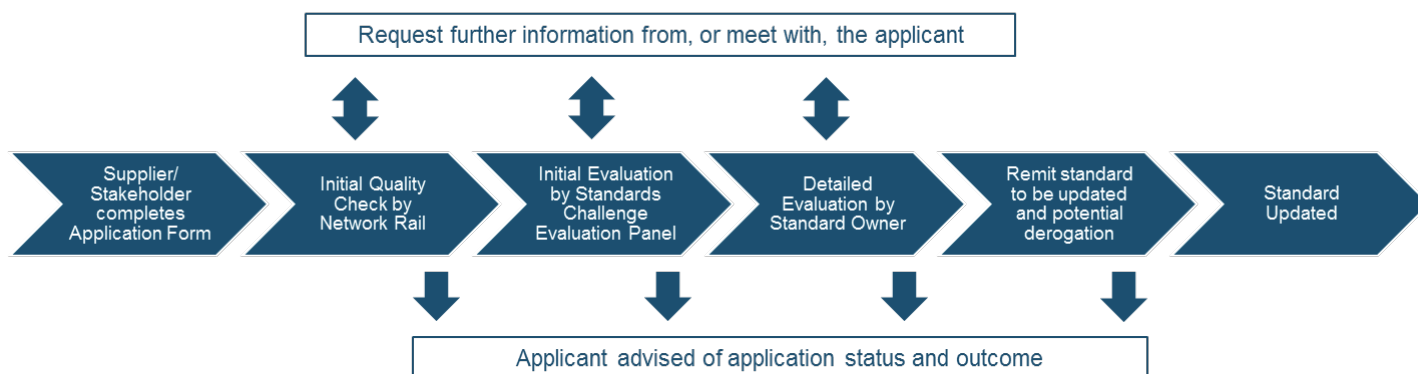 Request further information from, or meet with, the applicant
Supplier/
Stakeholder
completes
Application Form
Initial Quality
Check by
Network Rail
Initial Evaluation
by Standards
Challenge
Evaluation Panel
Detailed
Evaluation by
Standard Owner
Remit standard
to be updated
and potential
derogation
Standard
Updated
Applicant advised of application status and outcome